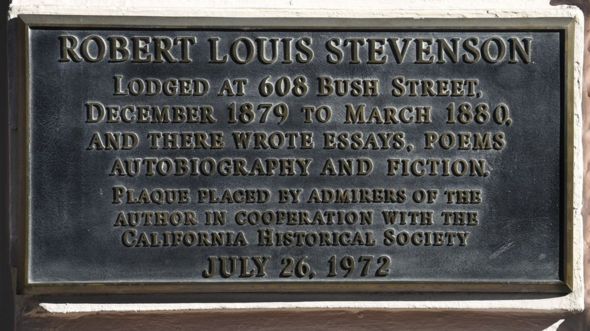 ROBERT LOUIS STEVENSON
LODGED AT 608 BUSH STREET,
DECEMBER 1879 TO MARCH 1880,
AND THERE WROTE ESSAYS, POEMS
AUTOBIOGRAPHY AND FICTION.
PLAQUE PLACED BY ADMIRERS OF THE
AUTHOR IN COOPERATION WITH THE
CALIFORNIA HISTORICAL SOCIETY
JULY 26, 1972